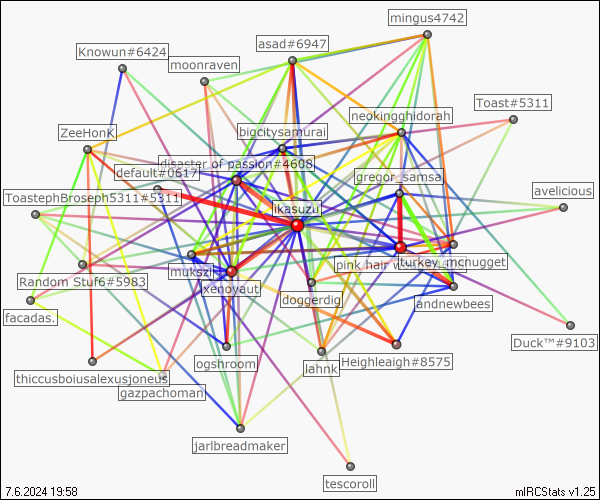 mingus4742
asad#6947
Knowun#6424
moonraven
Toast#5311
neokingghidorah
ZeeHonK
bigcitysamurai
disaster of passion#4608
default#0617
gregor_samsa.
avelicious
ToastephBroseph5311#5311
ikasuzu
pink hair
turkey_mcnugget
mukszi
Random Stuf6#5983
xenoyaut
doggerdig
andnewbees
facadas.
Duck™#9103
ogshroom
lahnk
Heighleaigh#8575
thiccusboiusalexusjoneus
gazpachoman
jarlbreadmaker
tescoroll
7.6.2024 19:58
mIRCStats v1.25